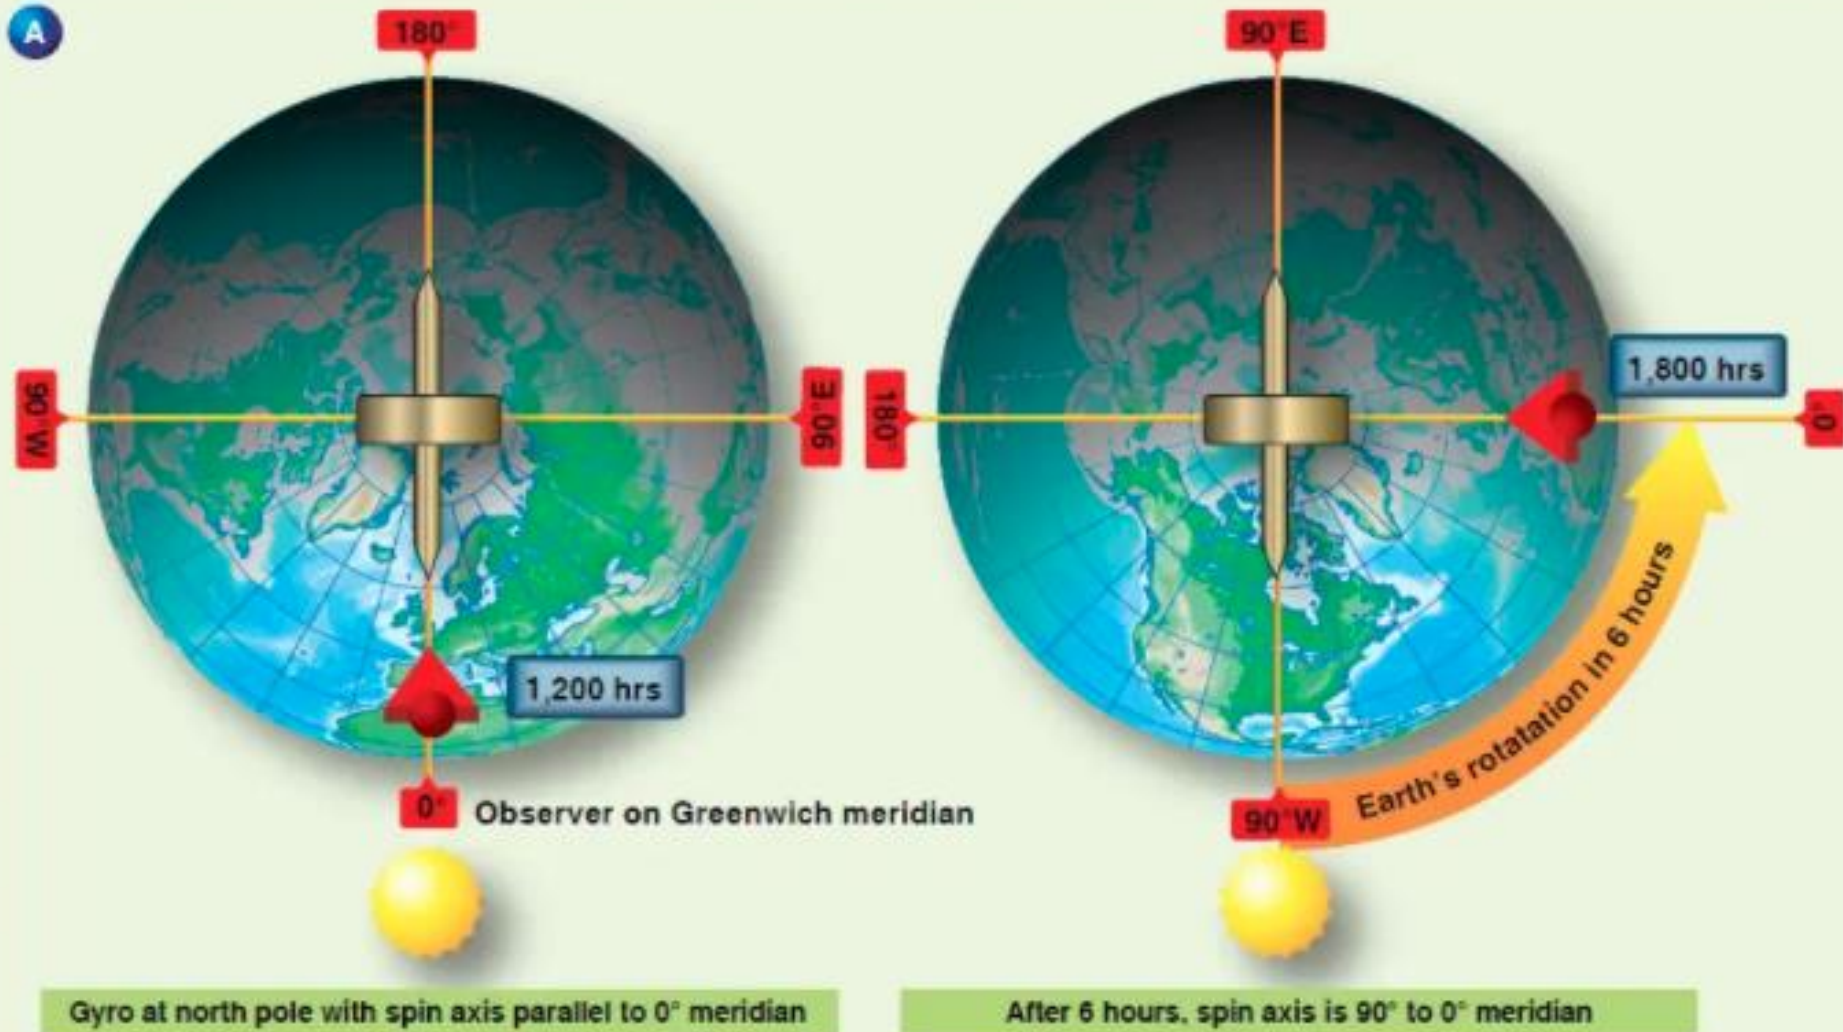 A
180°
90°E
90°W
90°E
180°
1,800 hrs
0°
Earth's rotatation in 6 hours
1,200 hrs
0°
Observer on Greenwich meridian
90°W
Gyro at north pole with spin axis parallel to 0° meridian
After 6 hours, spin axis is 90° to 0° meridian